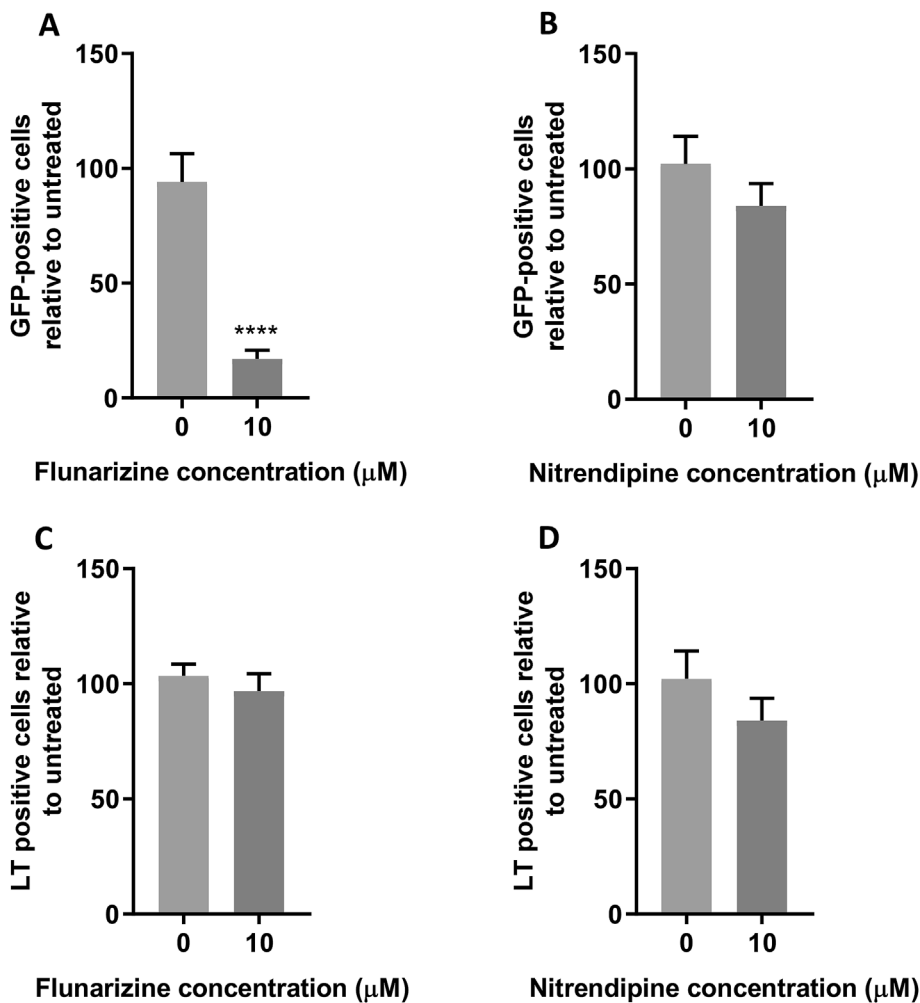 A
GFP-positive cells
relative to untreated
150
100
50
0
****
0 10
Flunarizine concentration (μM)
B
GFP-positive cells
relative to untreated
150
100
50
0
0 10
Nitrendipine concentration (μM)
C
LT positive cells relative
to untreated
150
100
50
0
0 10
Flunarizine concentration (μM)
D
LT positive cells relative
to untreated
150
100
50
0
0 10
Nitrendipine concentration (μM)